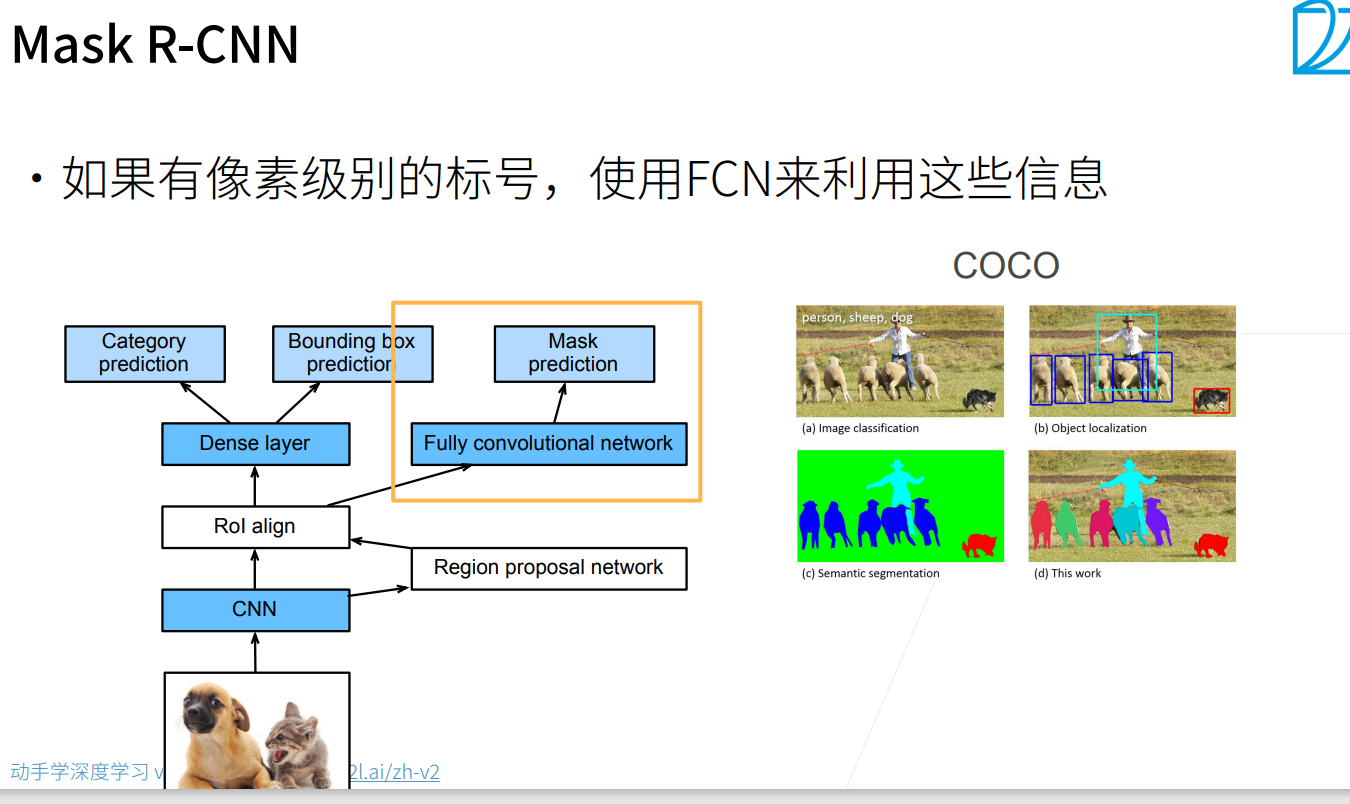 Mask R-CNN
• 如果有像素级别的标号，使用FCN来利用这些信息
COCO
Category
prediction
Bounding box
prediction
Mask
prediction
Dense layer
Fully convolutional network
RoI align
Region proposal network
CNN
person, sheep, dog
(a) Image classification
(b) Object localization
(c) Semantic segmentation
(d) This work
动手学深度学习 v
2l.ai/zh-v2